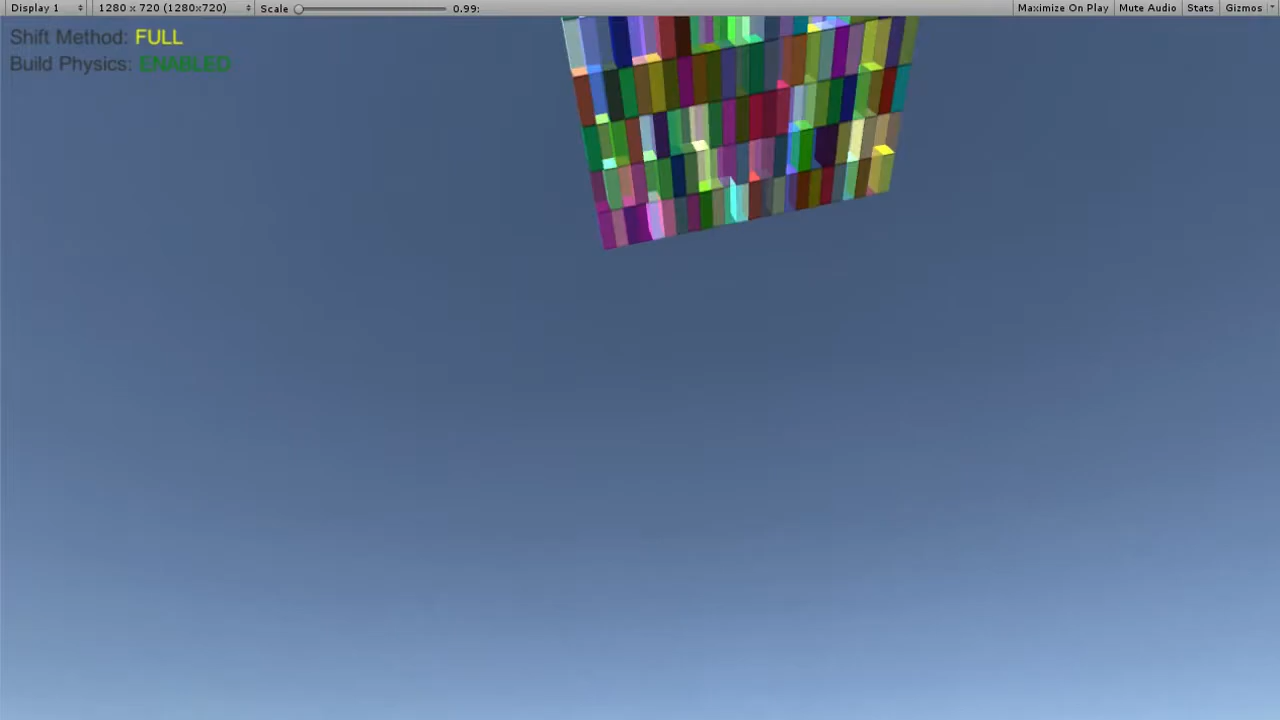 Display 1 1280 x 720 (1280x720) Scale 0.99: Maximize On Play Mute Audio Stats Gizmos
Shift Method: FULL
Build Physics: ENABLED